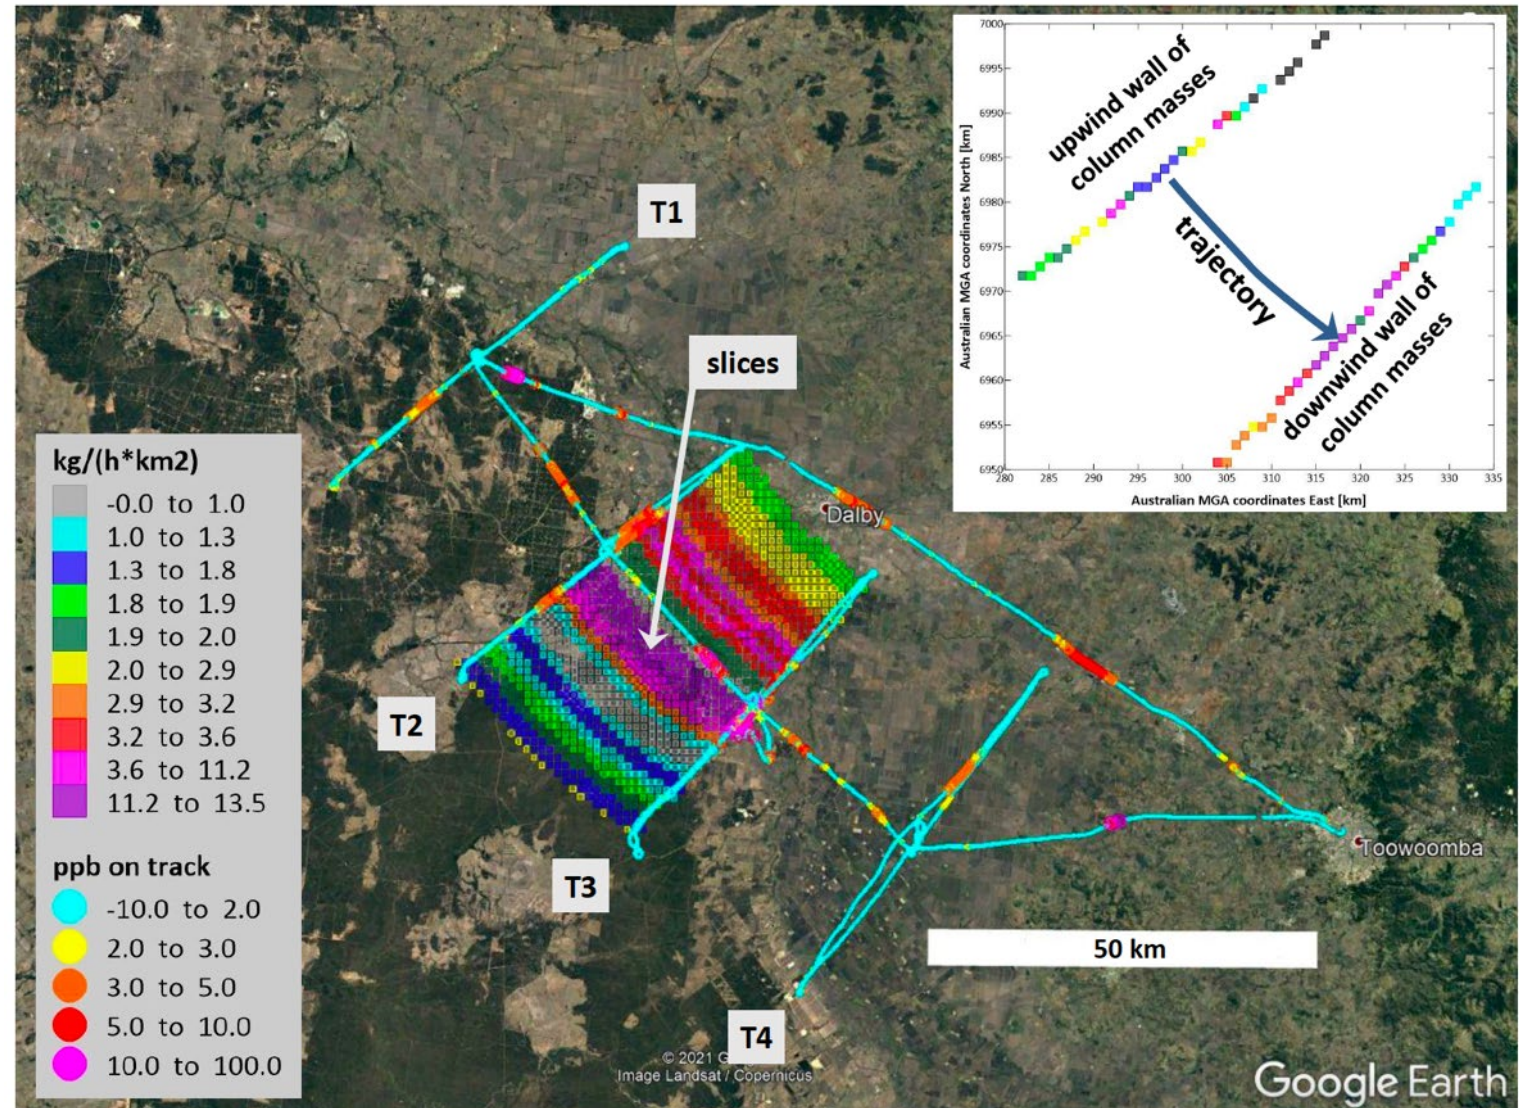 T1
slices
Dalby
T2
T3
T4
Toowoomba
50 km
© 2021 G
Image Landsat / Copernicus
Google Earth
kg/(h*km2)
-0.0 to 1.0
1.0 to 1.3
1.3 to 1.8
1.8 to 1.9
1.9 to 2.0
2.0 to 2.9
2.9 to 3.2
3.2 to 3.6
3.6 to 11.2
11.2 to 13.5
ppb on track
-10.0 to 2.0
2.0 to 3.0
3.0 to 5.0
5.0 to 10.0
10.0 to 100.0
upwind wall of
column masses
trajectory
downwind wall of
column masses
Australian MGA coordinates North [km]
7000
6995
6990
6985
6980
6975
6970
6965
6960
6955
6950
280 285 290 295 300 305 310 315 320 325 330 335
Australian MGA coordinates East [km]